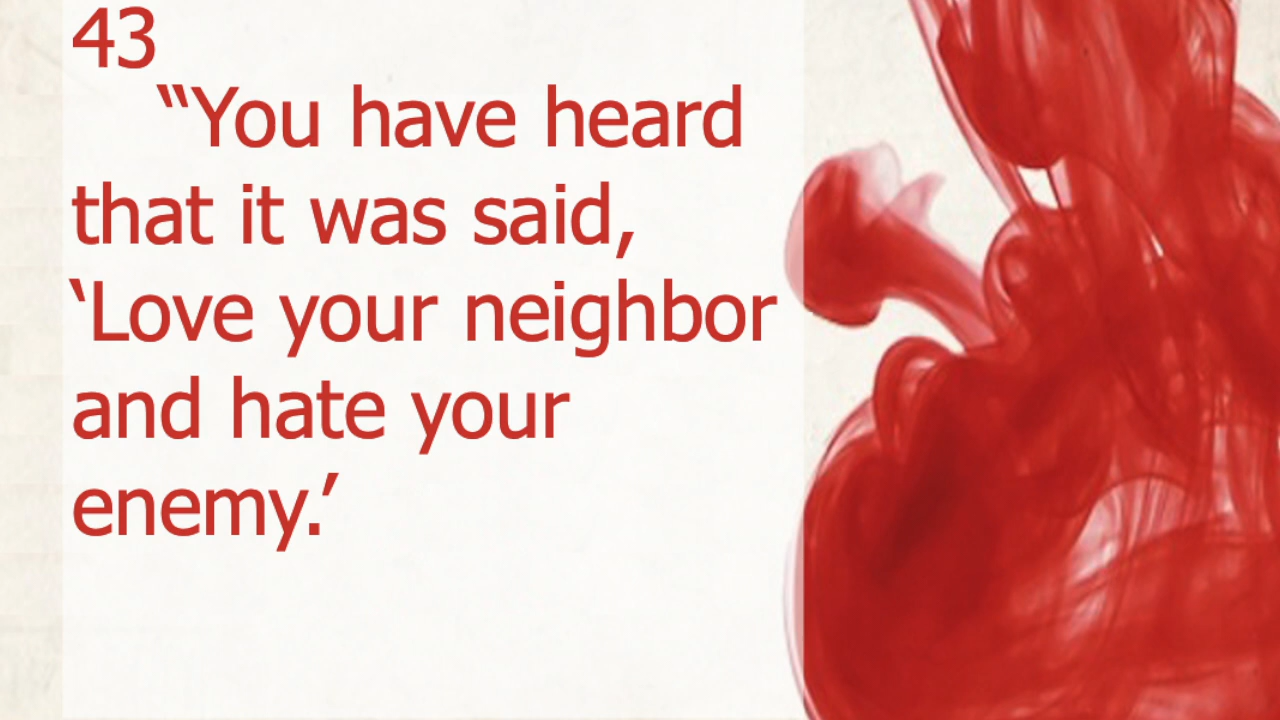 43
“You have heard
that it was said,
‘Love your neighbor
and hate your
enemy.’